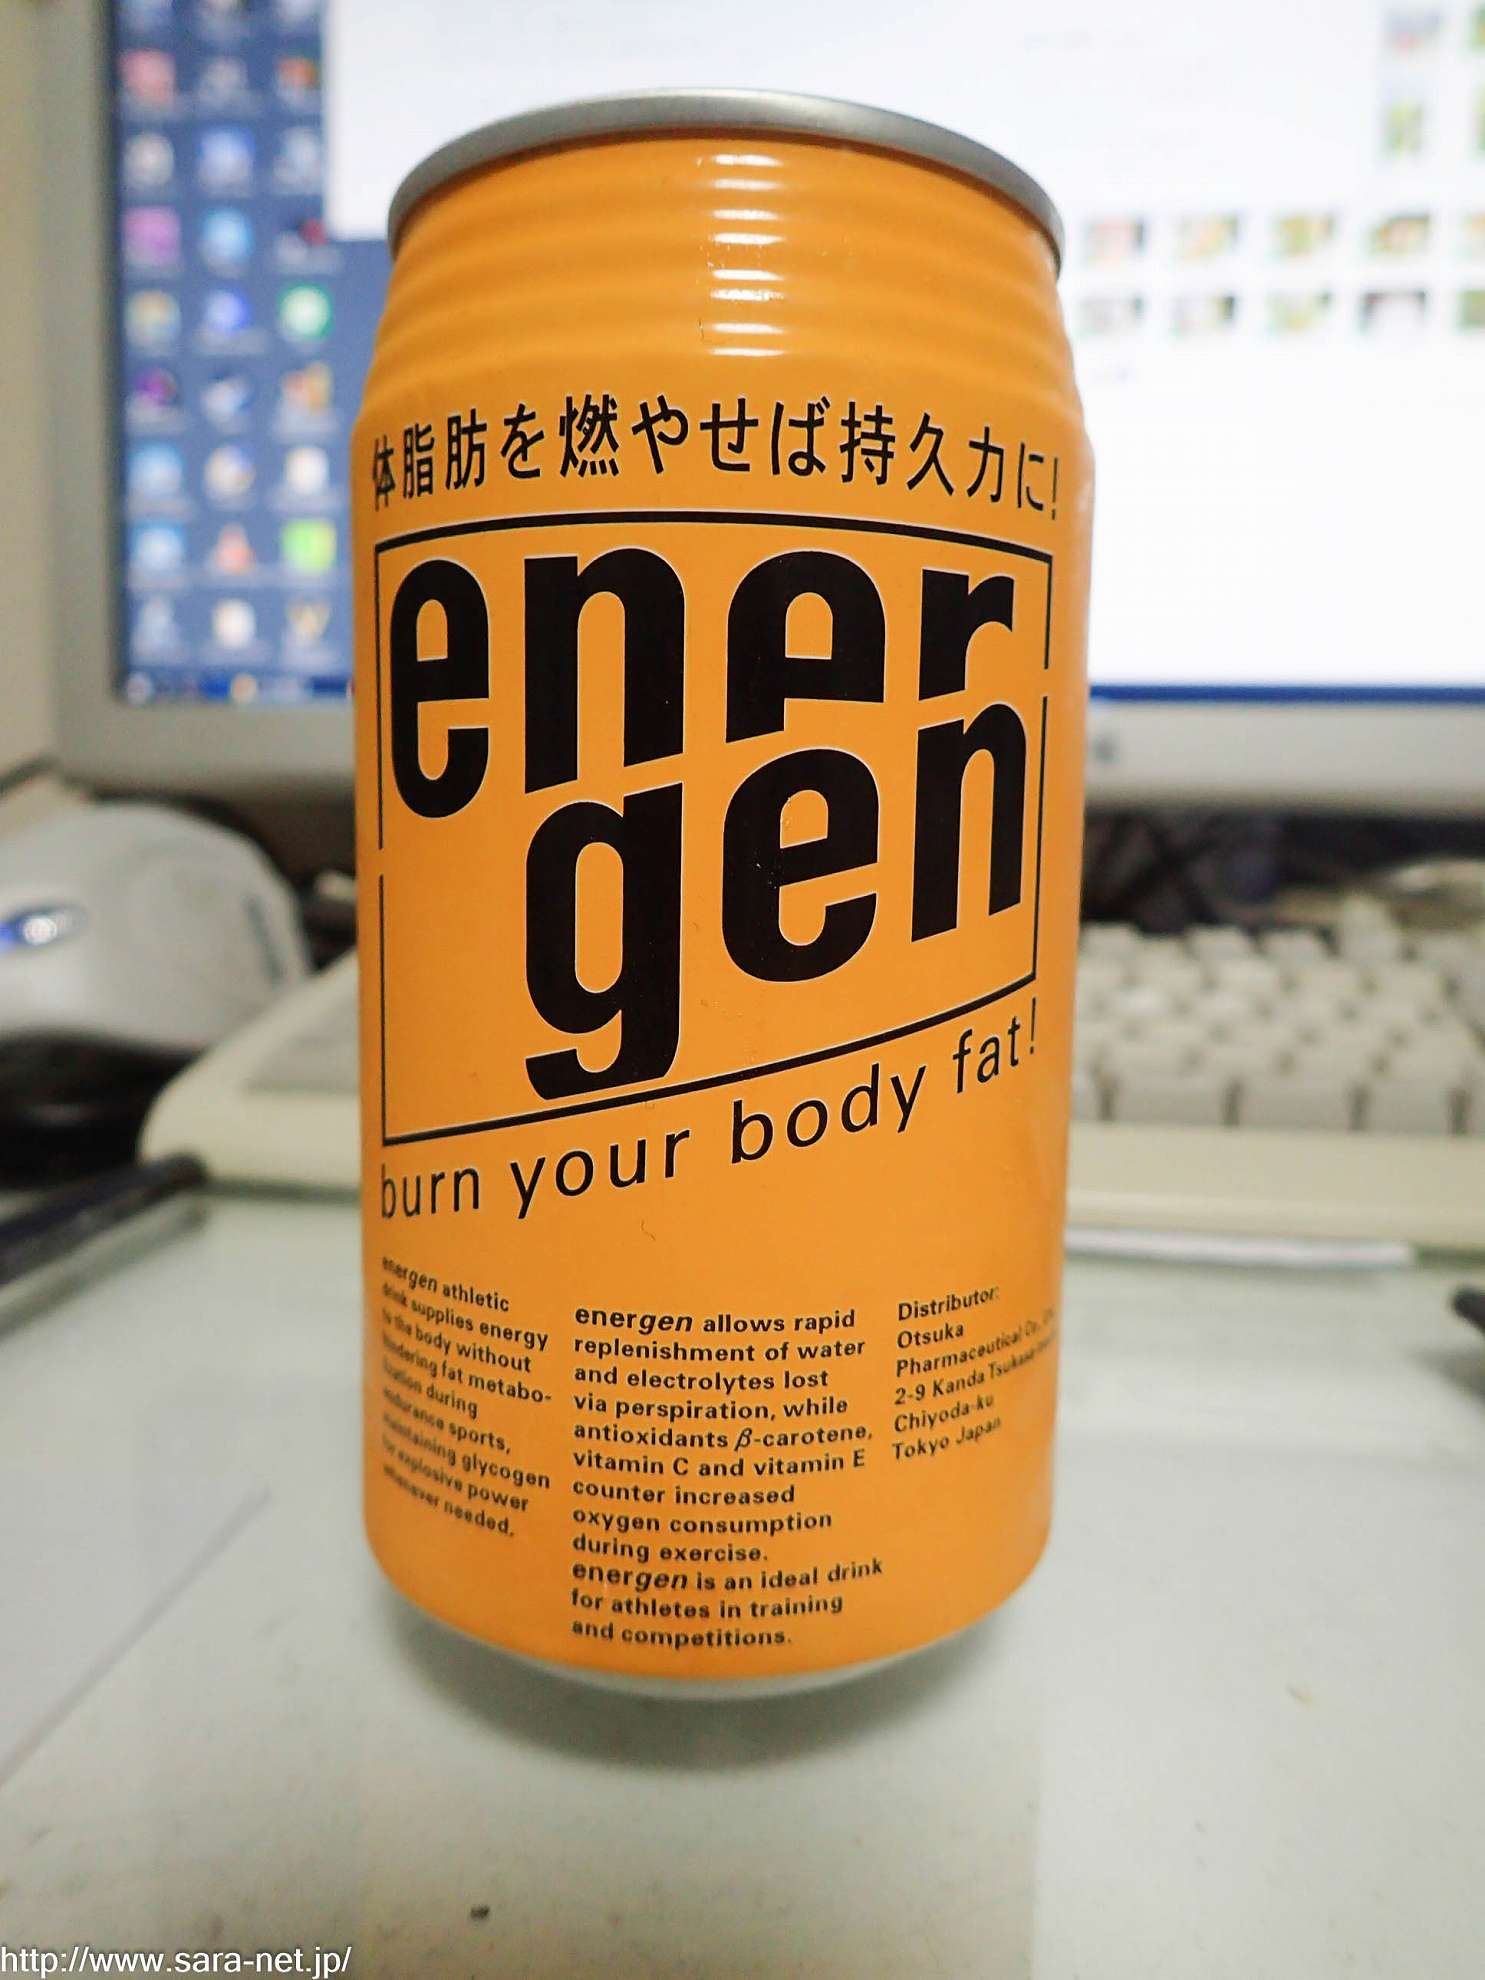 体脂肪を燃やせば持久力に!
ener
gen
burn your body fat!
energen athletic
drink supplies energy
to the body without
hindering fat metabo-
lization during
endurance sports,
maintaining glycogen
for explosive power
whenever needed.
energen allows rapid
replenishment of water
and electrolytes lost
via perspiration, while
antioxidants β-carotene,
vitamin C and vitamin E
counter increased
oxygen consumption
during exercise.
energen is an ideal drink
for athletes in training
and competitions.
Distributor:
Otsuka
Pharmaceutical Co.,
2-9 Kanda
Chiyoda-ku
Tokyo Japan
http://www.sara-net.jp/